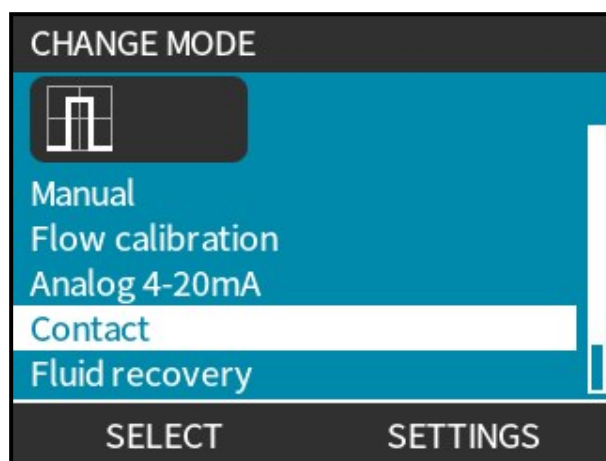 CHANGE MODE
Manual
Flow calibration
Analog 4-20mA
Contact
Fluid recovery
SELECT SETTINGS